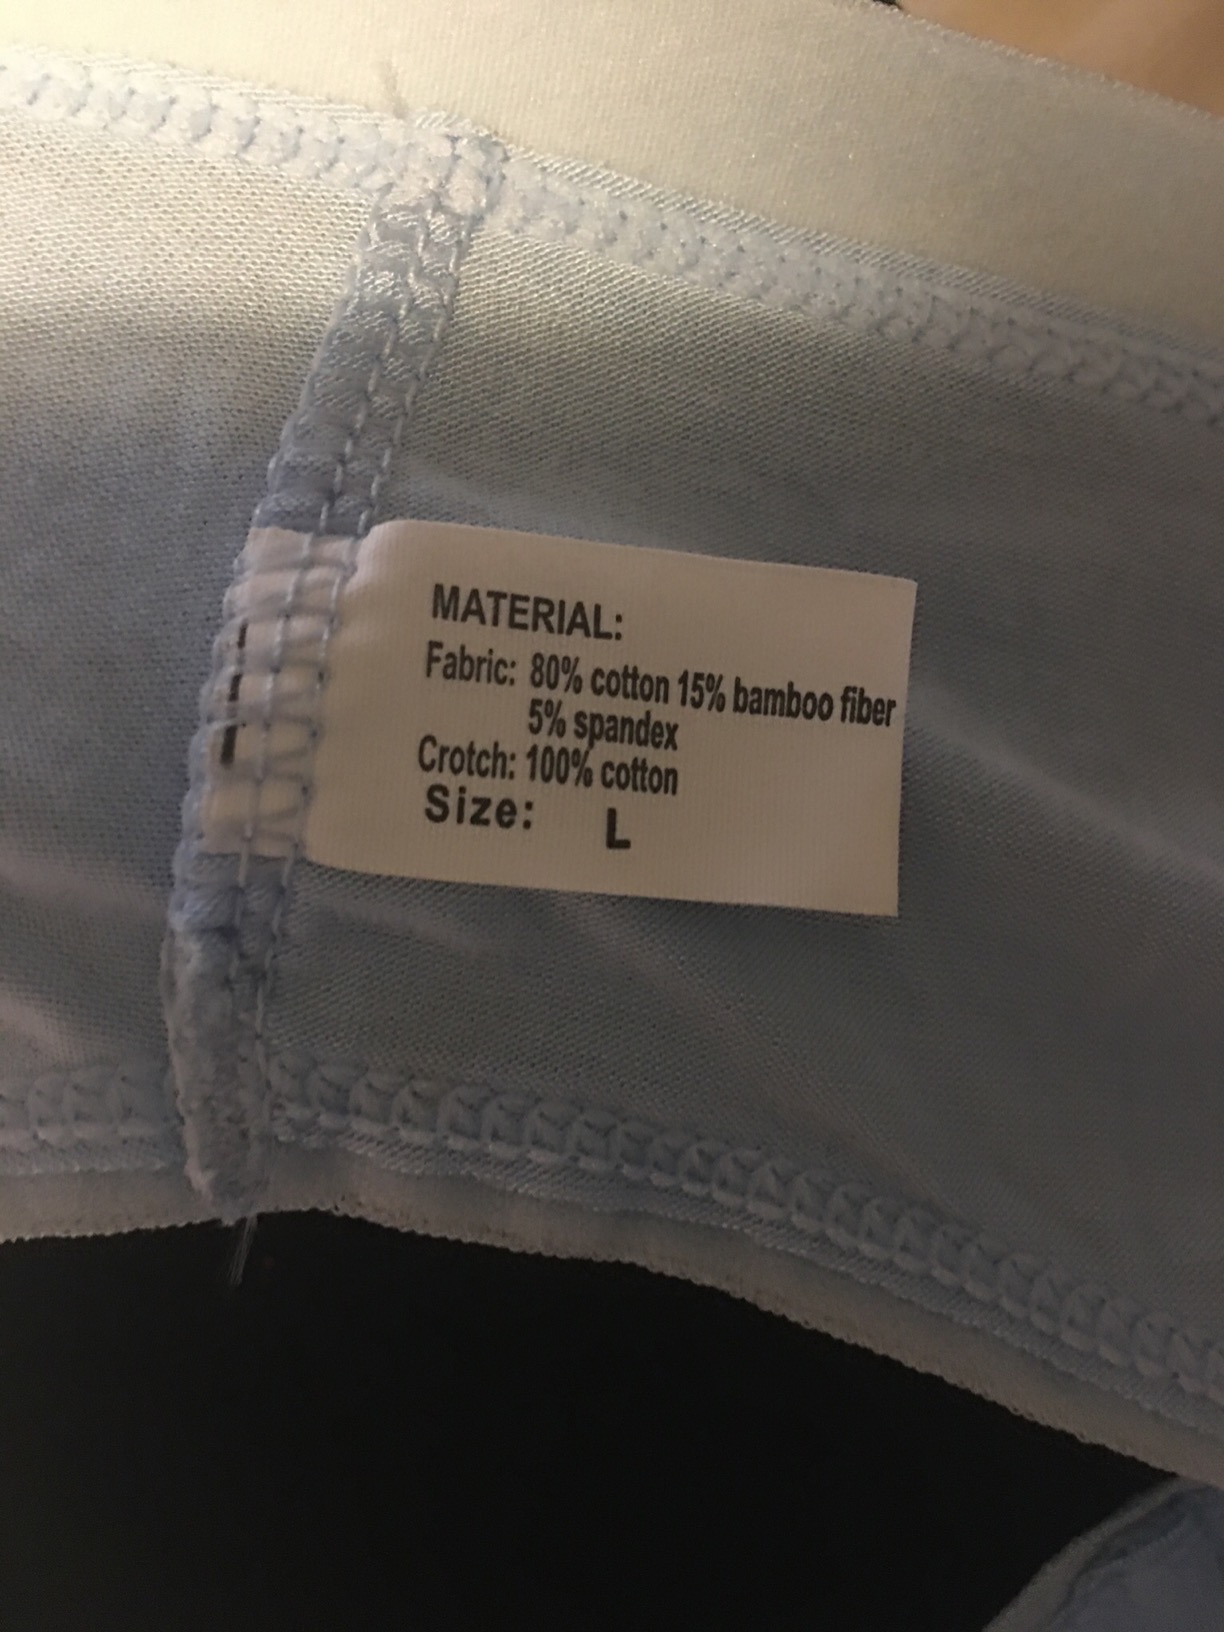 MATERIAL:
Fabric: 80% cotton 15% bamboo fiber
5% spandex
Crotch: 100% cotton
Size: L